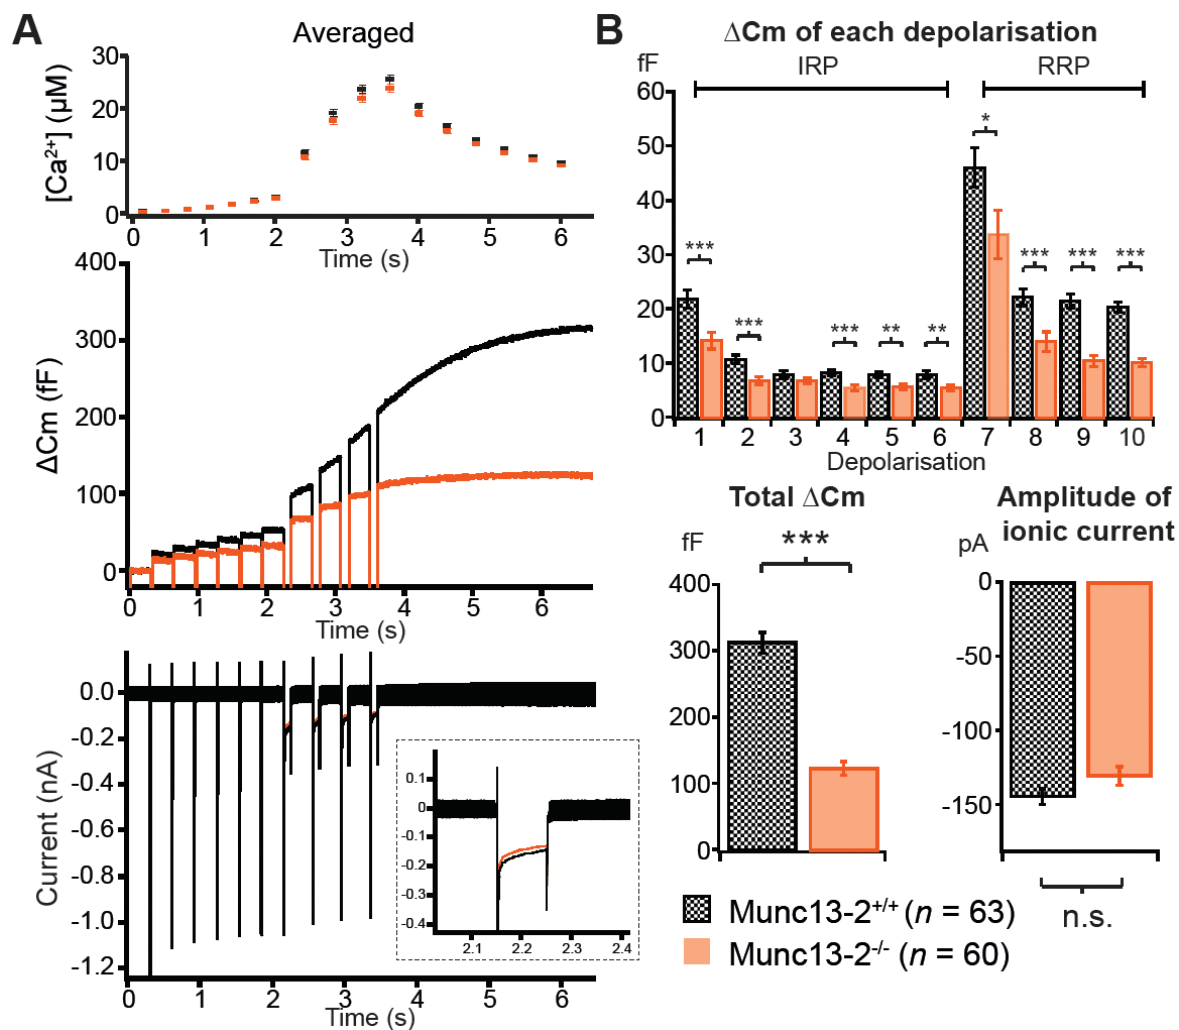 A
Averaged
[Ca²⁺] (µM)
30
20
10
0
0 1 2 3 4 5 6
Time (s)
ΔCm (fF)
400
300
200
100
0
0 1 2 3 4 5 6
Time (s)
Current (nA)
0.0
-0.2
-0.4
-0.6
-0.8
-1.0
-1.2
0 1 2 3 4 5 6
Time (s)
0.1
0
-0.1
-0.2
-0.3
-0.4
2.1 2.2 2.3 2.4
B
ΔCm of each depolarisation
fF
IRP RRP
60
50
40
30
20
10
0
*** *** *** ** ** * *** *** ***
1 2 3 4 5 6 7 8 9 10
Depolarisation
Total ΔCm
fF
***
400
300
200
100
0
Amplitude of
ionic current
pA
0
-50
-100
-150
n.s.
Munc13-2⁺/⁺ (n = 63)
Munc13-2⁻/⁻ (n = 60)